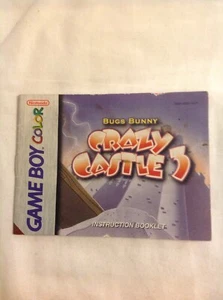 Nintendo
GAME BOY COLOR
BUGS BUNNY
CRAZY
CASTLE 3
INSTRUCTION BOOKLET